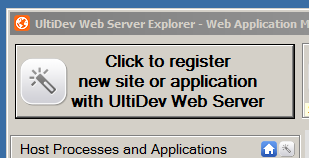 UltiDev Web Server Explorer - Web Application M
Click to register
new site or application
with UltiDev Web Server
Host Processes and Applications